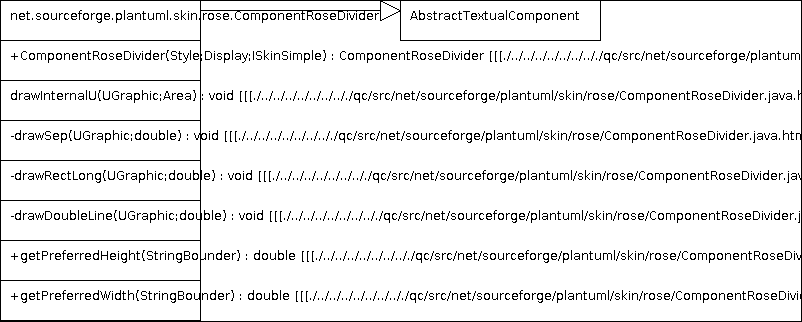 net.sourceforge.plantuml.skin.rose.ComponentRoseDivider
AbstractTextualComponent
+ComponentRoseDivider(Style;Display;ISkinSimple) : ComponentRoseDivider [[[./../../../../../../../../qc/src/net/sourceforge/plantum
drawInternalU(UGraphic;Area) : void [[[./../../../../../../../../qc/src/net/sourceforge/plantuml/skin/rose/ComponentRoseDivider.java.h
-drawSep(UGraphic;double) : void [[[./../../../../../../../../qc/src/net/sourceforge/plantuml/skin/rose/ComponentRoseDivider.java.htm
-drawRectLong(UGraphic;double) : void [[[./../../../../../../../../qc/src/net/sourceforge/plantuml/skin/rose/ComponentRoseDivider.jav
-drawDoubleLine(UGraphic;double) : void [[[./../../../../../../../../qc/src/net/sourceforge/plantuml/skin/rose/ComponentRoseDivider.j
+getPreferredHeight(StringBounder) : double [[[./../../../../../../../../qc/src/net/sourceforge/plantuml/skin/rose/ComponentRoseDiv
+getPreferredWidth(StringBounder) : double [[[./../../../../../../../../qc/src/net/sourceforge/plantuml/skin/rose/ComponentRoseDivi